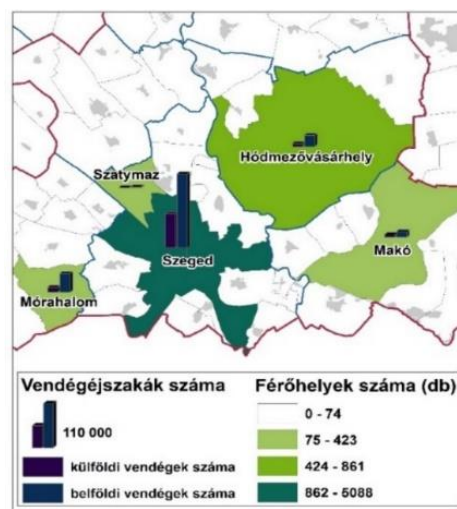 Hódmezővásárhely
Szatymaz
Szeged
Makó
Mórahalom
Vendégéjszakák száma
110 000
külföldi vendégek száma
belföldi vendégek száma
Férőhelyek száma (db)
0 - 74
75 - 423
424 - 861
862 - 5088